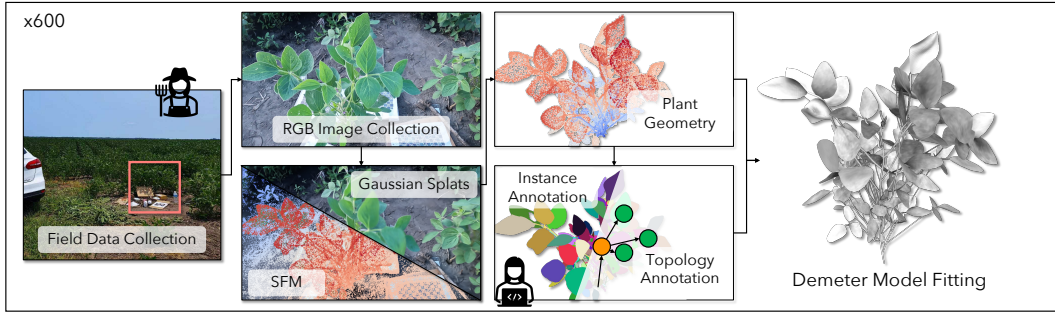 x600
Field Data Collection
RGB Image Collection
Gaussian Splats
SFM
Plant
Geometry
Instance
Annotation
Topology
Annotation
Demeter Model Fitting